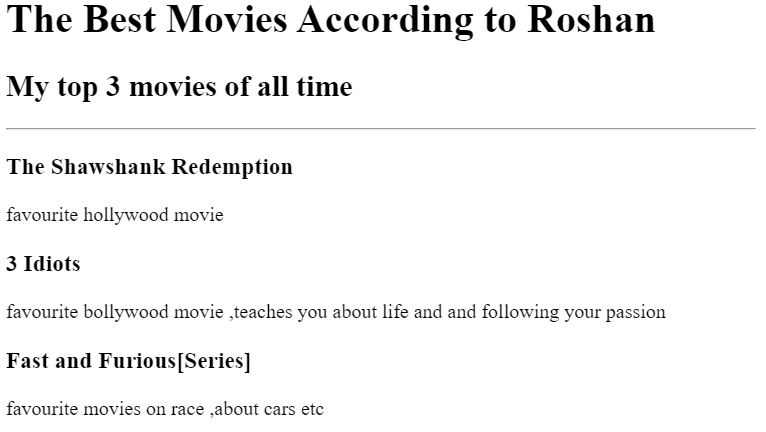 The Best Movies According to Roshan
My top 3 movies of all time
The Shawshank Redemption
favourite hollywood movie
3 Idiots
favourite bollywood movie ,teaches you about life and and following your passion
Fast and Furious[Series]
favourite movies on race ,about cars etc